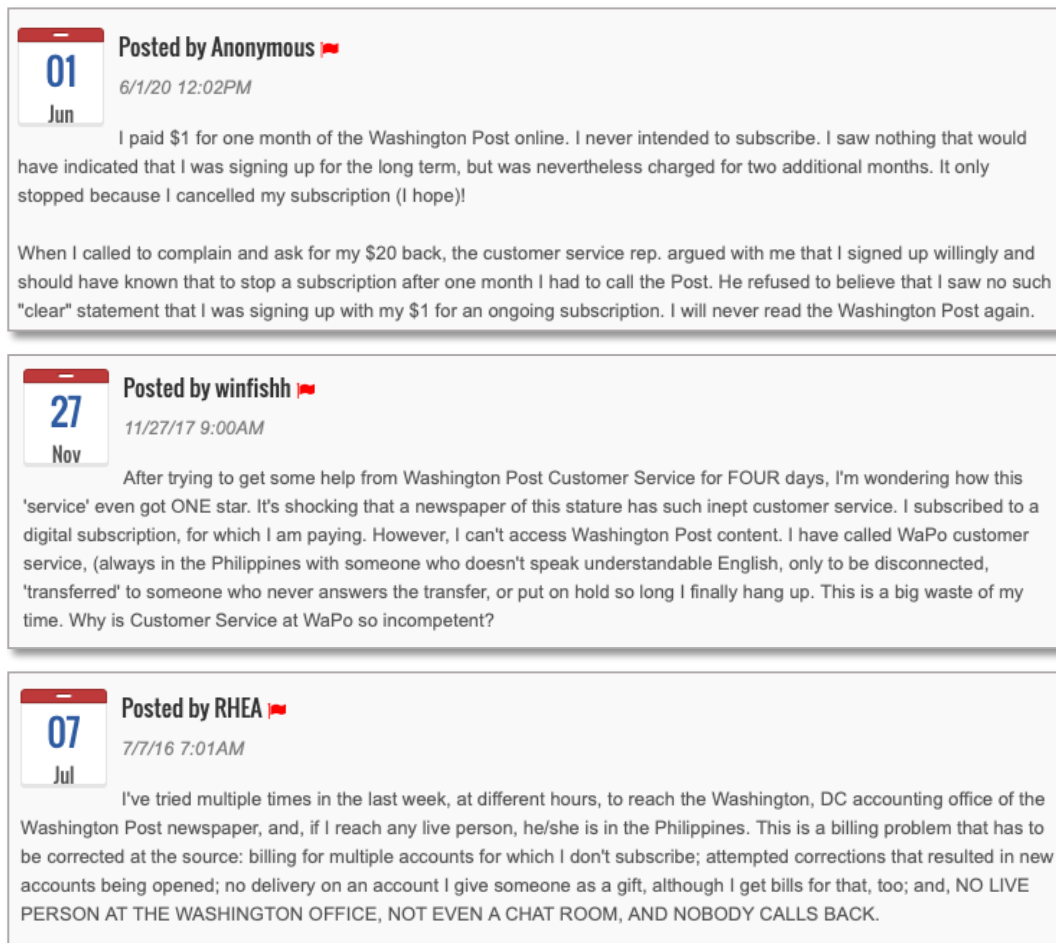 01
Jun
Posted by Anonymous
6/1/20 12:02PM
I paid $1 for one month of the Washington Post online. I never intended to subscribe. I saw nothing that would
have indicated that I was signing up for the long term, but was nevertheless charged for two additional months. It only
stopped because I cancelled my subscription (I hope)!
When I called to complain and ask for my $20 back, the customer service rep. argued with me that I signed up willingly and
should have known that to stop a subscription after one month I had to call the Post. He refused to believe that I saw no such
"clear" statement that I was signing up with my $1 for an ongoing subscription. I will never read the Washington Post again.
27
Nov
Posted by winfishh
11/27/17 9:00AM
After trying to get some help from Washington Post Customer Service for FOUR days, I'm wondering how this
'service' even got ONE star. It's shocking that a newspaper of this stature has such inept customer service. I subscribed to a
digital subscription, for which I am paying. However, I can't access Washington Post content. I have called WaPo customer
service, (always in the Philippines with someone who doesn't speak understandable English, only to be disconnected,
'transferred' to someone who never answers the transfer, or put on hold so long I finally hang up. This is a big waste of my
time. Why is Customer Service at WaPo so incompetent?
07
Jul
Posted by RHEA
7/7/16 7:01AM
I've tried multiple times in the last week, at different hours, to reach the Washington, DC accounting office of the
Washington Post newspaper, and, if I reach any live person, he/she is in the Philippines. This is a billing problem that has to
be corrected at the source: billing for multiple accounts for which I don't subscribe; attempted corrections that resulted in new
accounts being opened; no delivery on an account I give someone as a gift, although I get bills for that, too; and, NO LIVE
PERSON AT THE WASHINGTON OFFICE, NOT EVEN A CHAT ROOM, AND NOBODY CALLS BACK.